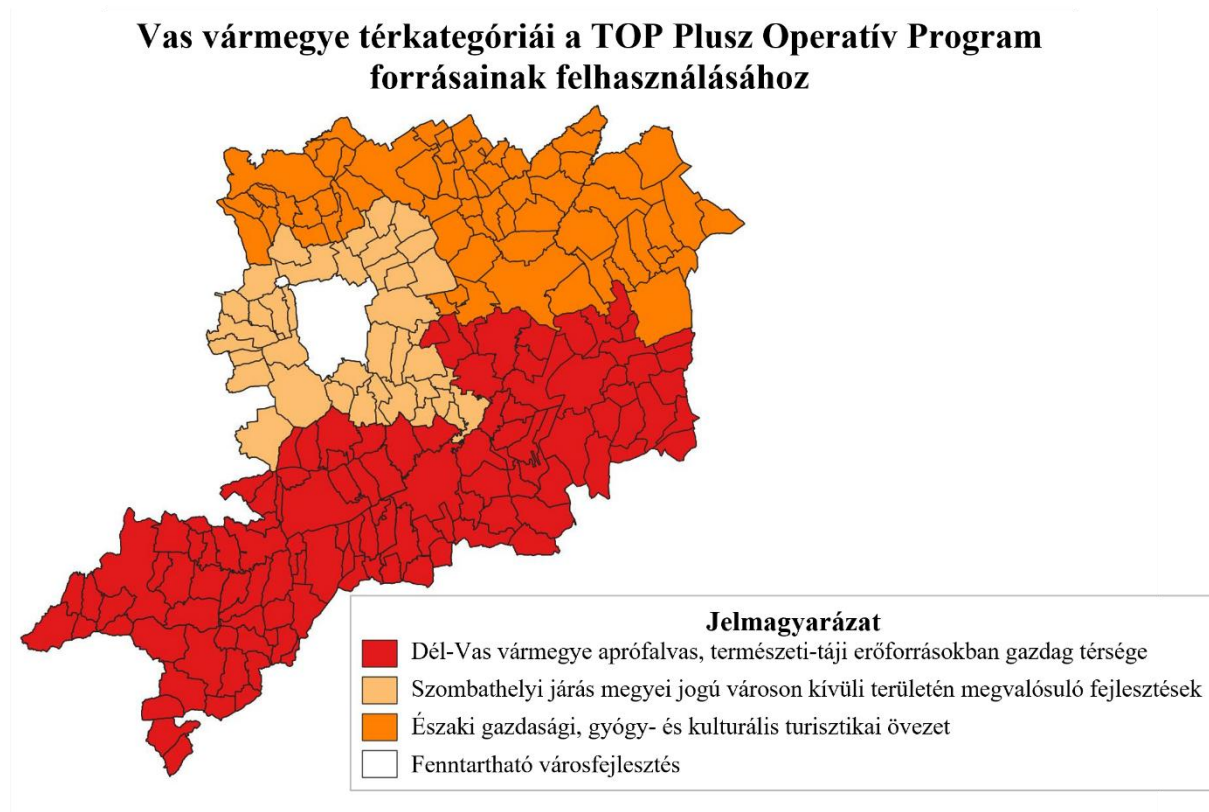 Vas vármegye térkategóriái a TOP Plusz Operatív Program
forrásainak felhasználásához
Jelmagyarázat
Dél-Vas vármegye aprófalvas, természeti-táji erőforrásokban gazdag térsége
Szombathelyi járás megyei jogú városon kívüli területén megvalósuló fejlesztések
Északi gazdasági, gyógy- és kulturális turisztikai övezet
Fenntartható városfejlesztés